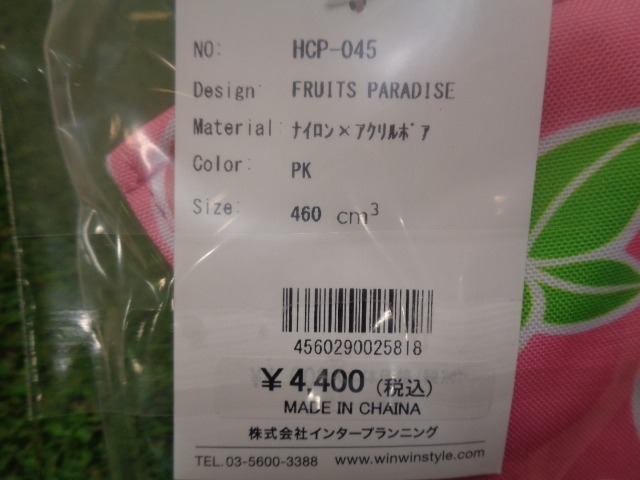 NO: HCP-045
Design: FRUITS PARADISE
Material: ナイロン×アクリルボア
Color: PK
Size: 460 cm³
4560290025818
¥4,400 (税込)
MADE IN CHAINA
株式会社インタープランニング
TEL.03-5600-3388 www.winwinstyle.com